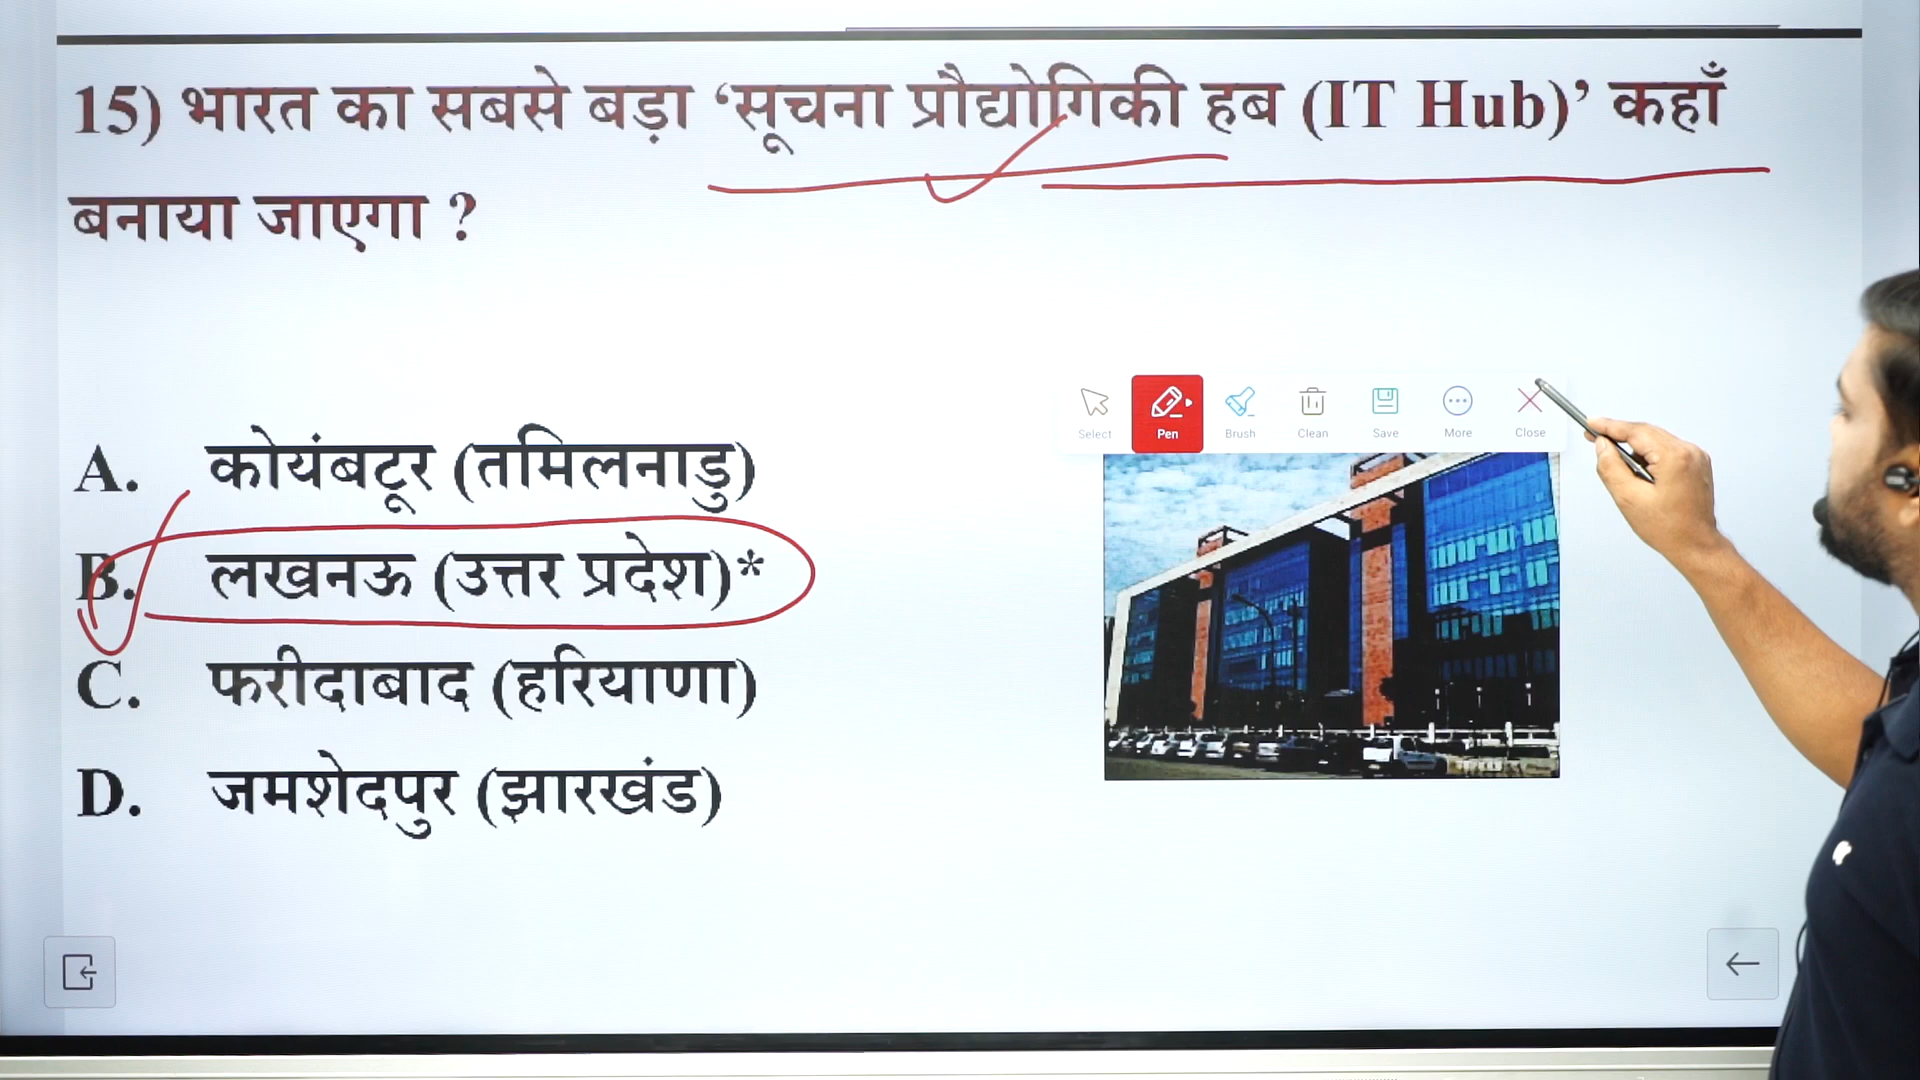 15) भारत का सबसे बड़ा ‘सूचना प्रौद्योगिकी हब (IT Hub)’ कहाँ
बनाया जाएगा ?
Select Pen Brush Clean Save More Close
A. कोयंबटूर (तमिलनाडु)
B. लखनऊ (उत्तर प्रदेश)*
C. फरीदाबाद (हरियाणा)
D. जमशेदपुर (झारखंड)